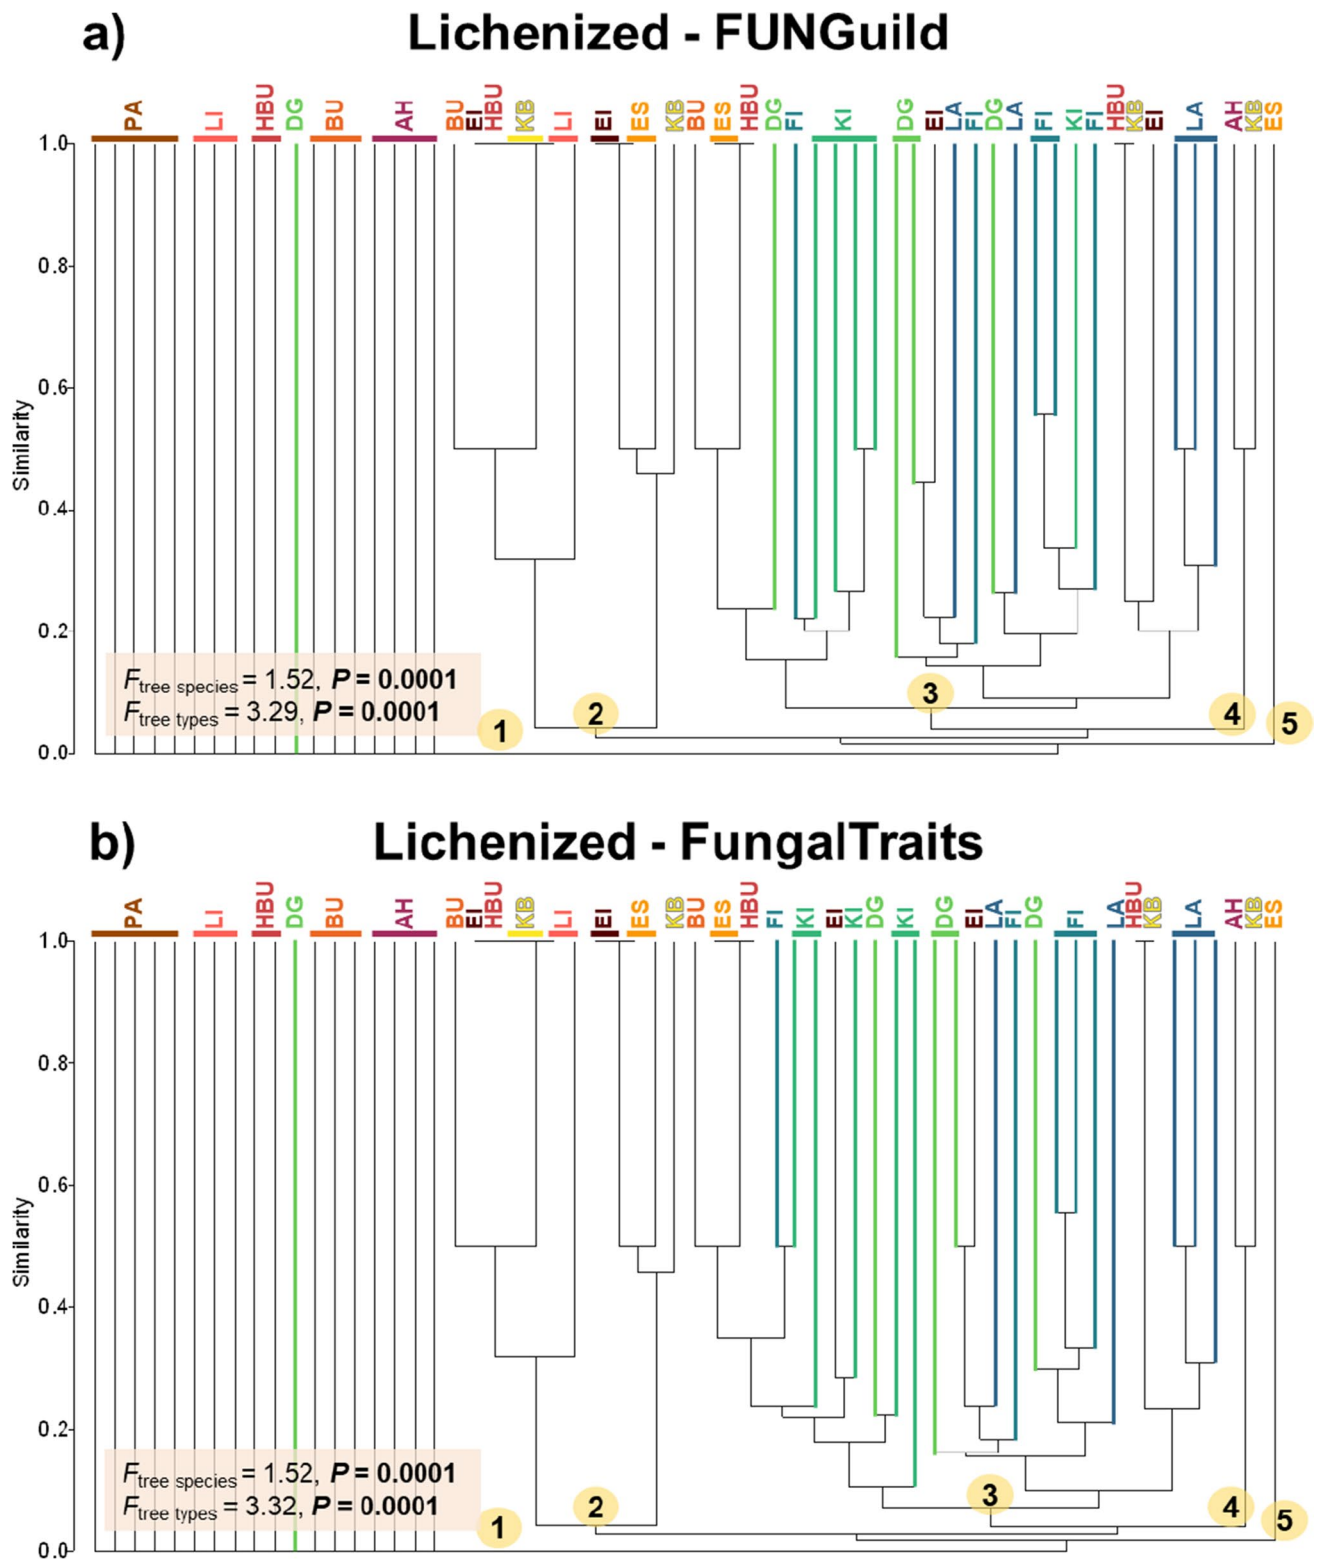 a) Lichenized - FUNGuild
PA LI HBU DG BU AH BU EI HBU KB LI EI ES KB BU ES HBU DG FI KI DG EI LA FI DG LA FI KI FI HBU KB EI LA AH KB ES
1.0
0.8
0.6
0.4
0.2
0.0
Similarity
Ftree species = 1.52, P = 0.0001
Ftree types = 3.29, P = 0.0001
1 2 3 4 5
b) Lichenized - FungalTraits
PA LI HBU DG BU AH BU EI HBU KB LI EI ES KB BU ES HBU FI KI EI KI DG KI DG EI LA FI DG FI LA HBU KB LA AH KB ES
1.0
0.8
0.6
0.4
0.2
0.0
Similarity
Ftree species = 1.52, P = 0.0001
Ftree types = 3.32, P = 0.0001
1 2 3 4 5